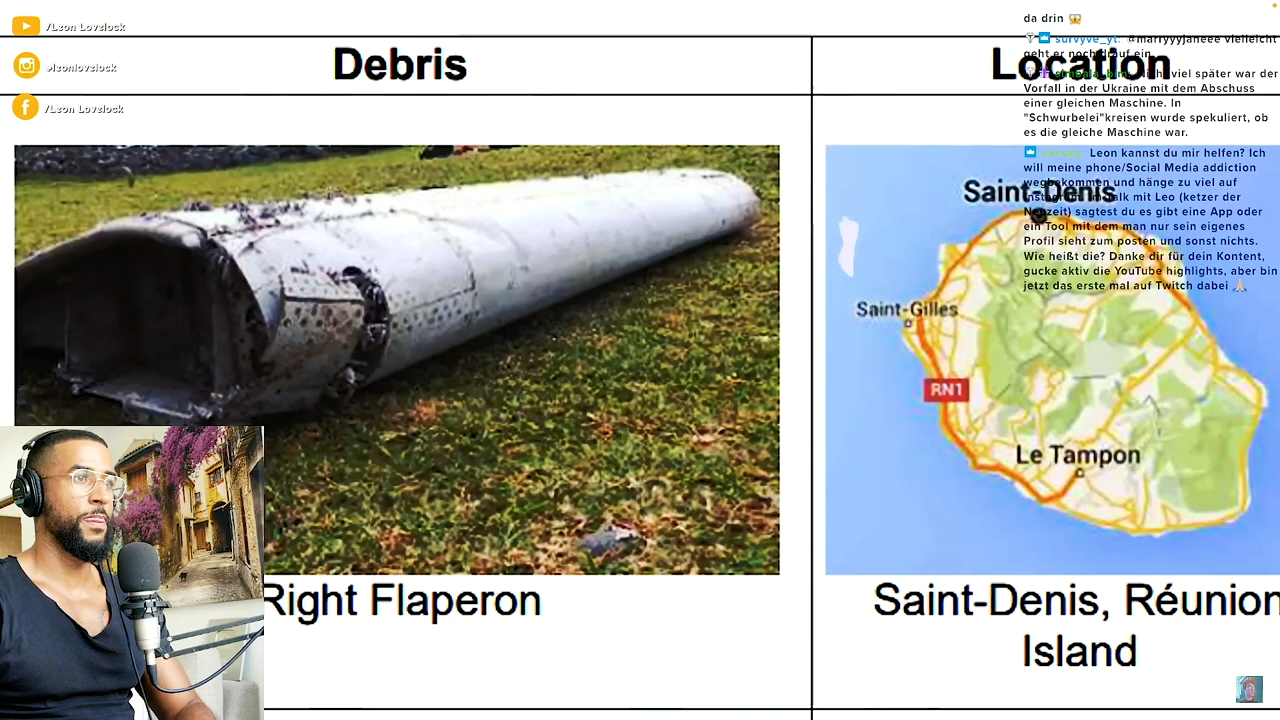 /Leon Lovelock
/Leon Lovelock
Debris
Location
Right Flaperon
Saint-Denis
Saint-Gilles
RN1
Le Tampon
Saint-Denis, Réunion
Island
da drin
survyve_yt: @marryyyjaneee vielleicht
geht er noch drauf ein
viel später war der
Vorfall in der Ukraine mit dem Abschuss
einer gleichen Maschine. In
"Schwurbelei"kreisen wurde spekuliert, ob
es die gleiche Maschine war.
Leon kannst du mir helfen? Ich
will meine phone/Social Media addiction
wegbekommen und hänge zu viel auf
talk mit Leo (ketzer der
Neuzeit) sagtest du es gibt eine App oder
ein Tool mit dem man nur sein eigenes
Profil sieht zum posten und sonst nichts.
Wie heißt die? Danke dir für dein Kontent,
gucke aktiv die YouTube highlights, aber bin
jetzt das erste mal auf Twitch dabei